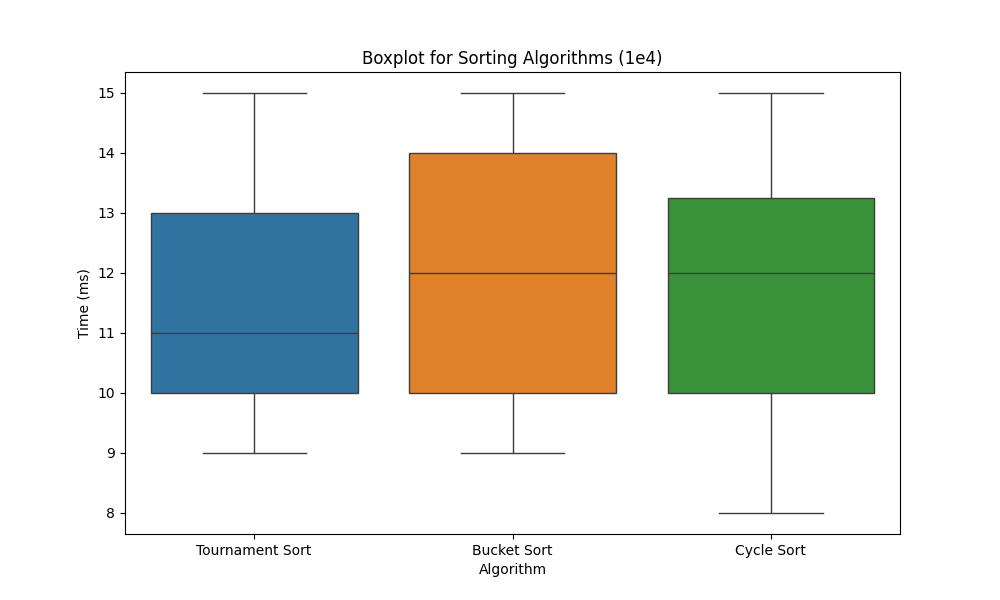 Boxplot for Sorting Algorithms (1e4)
Time (ms)
15
14
13
12
11
10
9
8
Tournament Sort
Bucket Sort
Cycle Sort
Algorithm